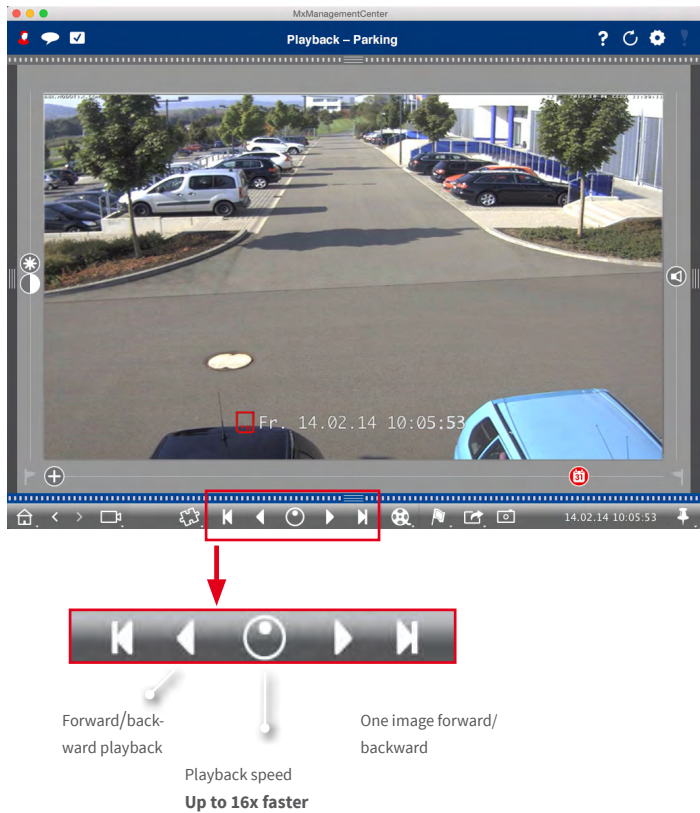 MxManagementCenter
Playback – Parking
?
Fr. 14.02.14 10:05:53
31
14.02.14 10:05:53
Forward/back-
ward playback
One image forward/
backward
Playback speed
Up to 16x faster